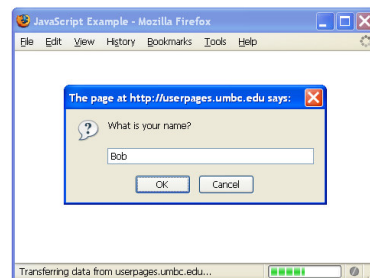 JavaScript Example - Mozilla Firefox
File Edit View History Bookmarks Tools Help
The page at http://userpages.umbc.edu says:
What is your name?
Bob
OK Cancel
Transferring data from userpages.umbc.edu...